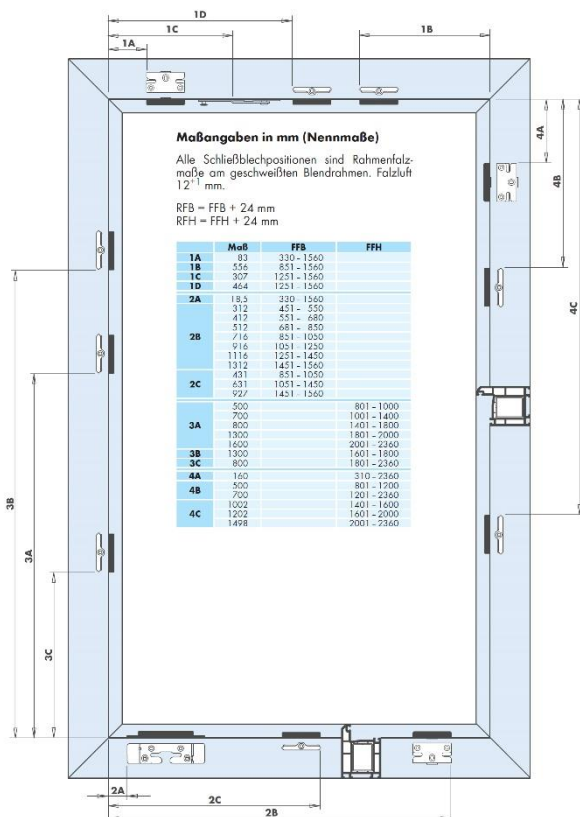 1D
1C
1A
1B
Maßangaben in mm (Nennmaße)
Alle Schließblechpositionen sind Rahmenfalz-
maße am geschweißten Blendrahmen. Falzluft
12⁺¹ mm.
RFB = FFB + 24 mm
RFH = FFH + 24 mm
Maß FFB FFH
1A 83 330 - 1560
1B 556 851 - 1560
1C 307 1251 - 1560
1D 464 1251 - 1560
2A 18,5 330 - 1560
312 451 - 550
412 551 - 680
512 681 - 850
2B 716 851 - 1050
916 1051 - 1250
1116 1251 - 1450
1312 1451 - 1560
431 851 - 1050
2C 631 1051 - 1450
927 1451 - 1560
500 801 - 1000
700 1001 - 1400
3A 800 1401 - 1800
1300 1801 - 2000
1600 2001 - 2360
3B 1300 1601 - 1800
3C 800 1801 - 2360
4A 160 310 - 2360
4B 500 801 - 1200
700 1201 - 2360
1002 1401 - 1600
4C 1202 1601 - 2000
1498 2001 - 2360
4A
4B
4C
3B
3A
3C
2A
2C
2B